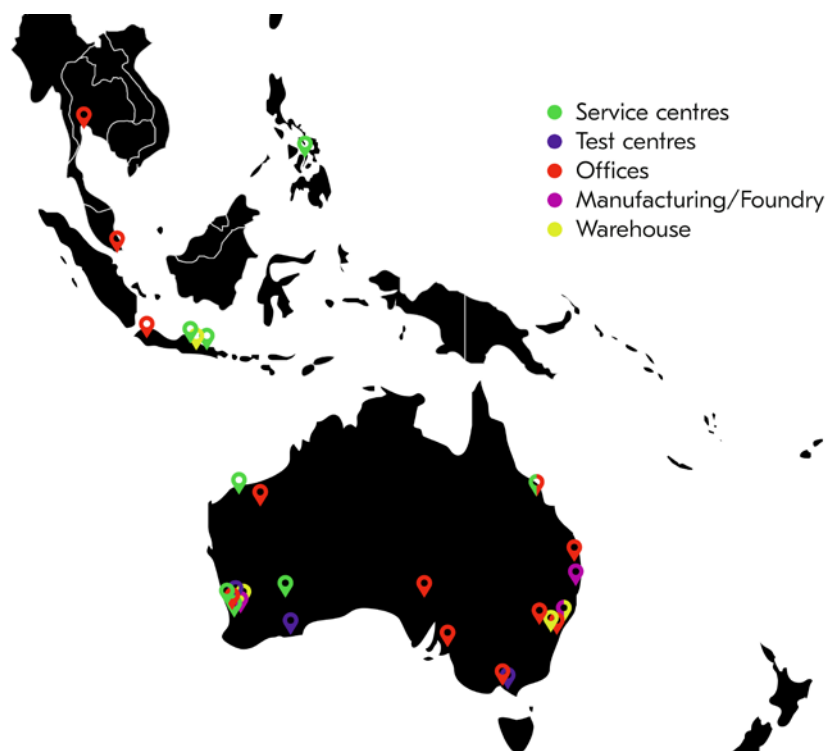 Service centres
Test centres
Offices
Manufacturing/Foundry
Warehouse